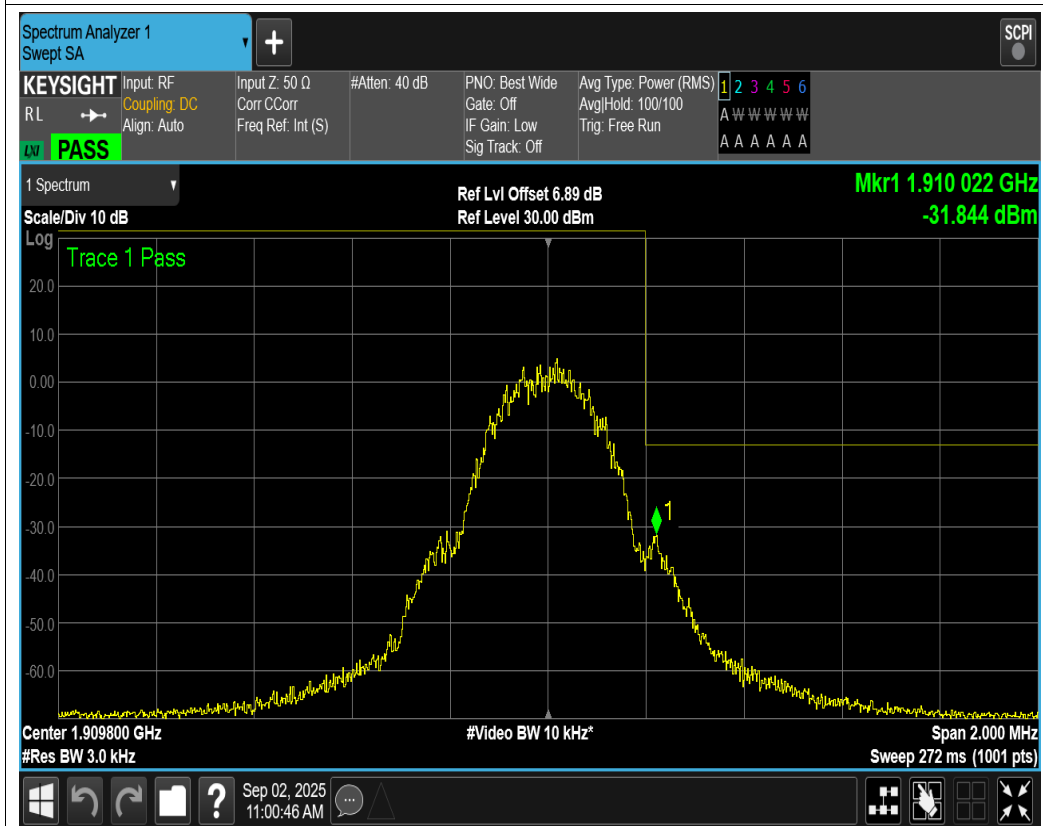 Spectrum Analyzer 1
Swept SA
+
SCPI
KEYSIGHT
RL
LXI
PASS
Input: RF
Coupling: DC
Align: Auto
Input Z: 50 Ω
Corr CCorr
Freq Ref: Int (S)
#Atten: 40 dB
PNO: Best Wide
Gate: Off
IF Gain: Low
Sig Track: Off
Avg Type: Power (RMS)
Avg|Hold: 100/100
Trig: Free Run
1 2 3 4 5 6
A W W W W W
A A A A A A
1 Spectrum
Scale/Div 10 dB
Ref Lvl Offset 6.89 dB
Ref Level 30.00 dBm
Mkr1 1.910 022 GHz
-31.844 dBm
Log
Trace 1 Pass
20.0
10.0
0.00
-10.0
-20.0
-30.0
-40.0
-50.0
-60.0
1
Center 1.909800 GHz
#Res BW 3.0 kHz
#Video BW 10 kHz*
Span 2.000 MHz
Sweep 272 ms (1001 pts)
?
Sep 02, 2025
11:00:46 AM